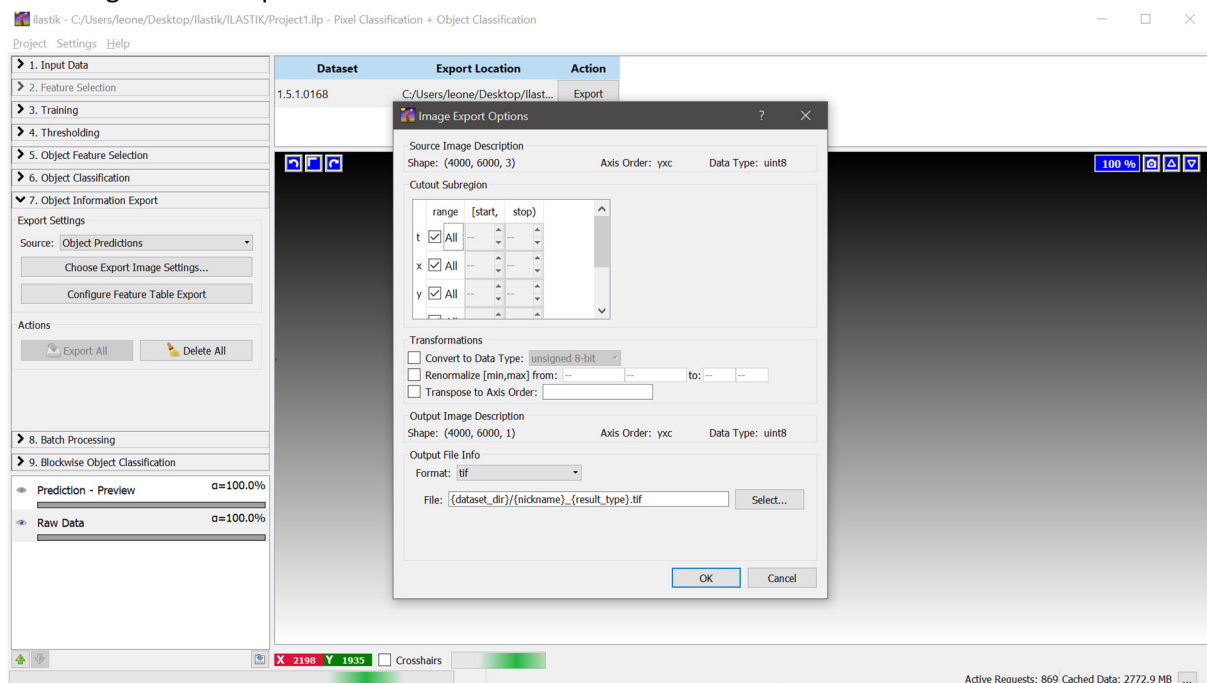 ilastik - C:/Users/leone/Desktop/Ilastik/ILASTIK/Project1.ilp - Pixel Classification + Object Classification
Project Settings Help
1. Input Data
2. Feature Selection
3. Training
4. Thresholding
5. Object Feature Selection
6. Object Classification
7. Object Information Export
Export Settings
Source: Object Predictions
Choose Export Image Settings...
Configure Feature Table Export
Actions
Export All Delete All
8. Batch Processing
9. Blockwise Object Classification
Prediction - Preview α=100.0%
Raw Data α=100.0%
Dataset Export Location Action
1.5.1.0168 C:/Users/leone/Desktop/Ilast... Export
100 %
Image Export Options ? X
Source Image Description
Shape: (4000, 6000, 3) Axis Order: yxc Data Type: uint8
Cutout Subregion
range [start, stop)
t All -- --
x All -- --
y All -- --
Transformations
Convert to Data Type: unsigned 8-bit
Renormalize [min,max] from: -- -- to: -- --
Transpose to Axis Order:
Output Image Description
Shape: (4000, 6000, 1) Axis Order: yxc Data Type: uint8
Output File Info
Format: tif
File: {dataset_dir}/{nickname}_{result_type}.tif Select...
OK Cancel
X 2198 Y 1935 Crosshairs
Active Requests: 869 Cached Data: 2772.9 MB ...